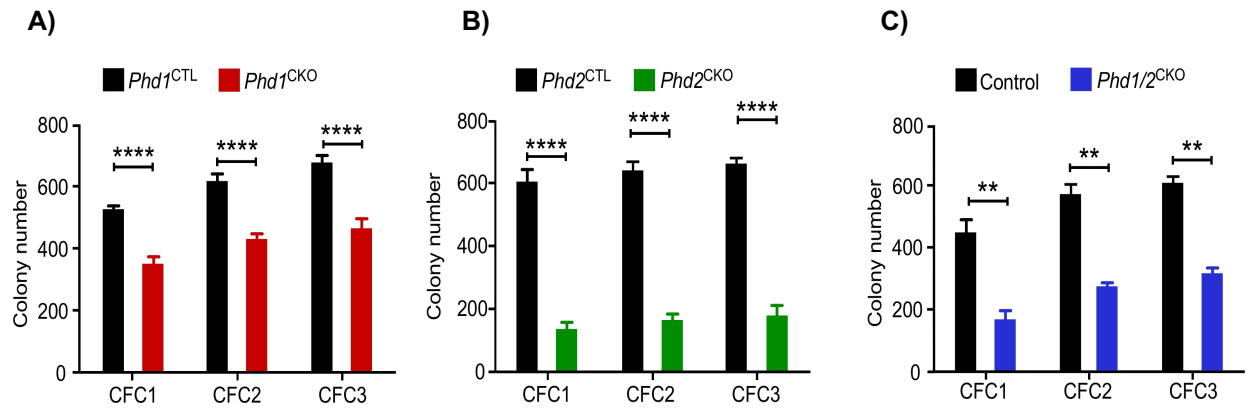 A)
Phd1CTL Phd1CKO
800
600
400
200
0
Colony number
**** **** ****
CFC1 CFC2 CFC3
B)
Phd2CTL Phd2CKO
800
600
400
200
0
Colony number
**** **** ****
CFC1 CFC2 CFC3
C)
Control Phd1/2CKO
800
600
400
200
0
Colony number
** ** **
CFC1 CFC2 CFC3